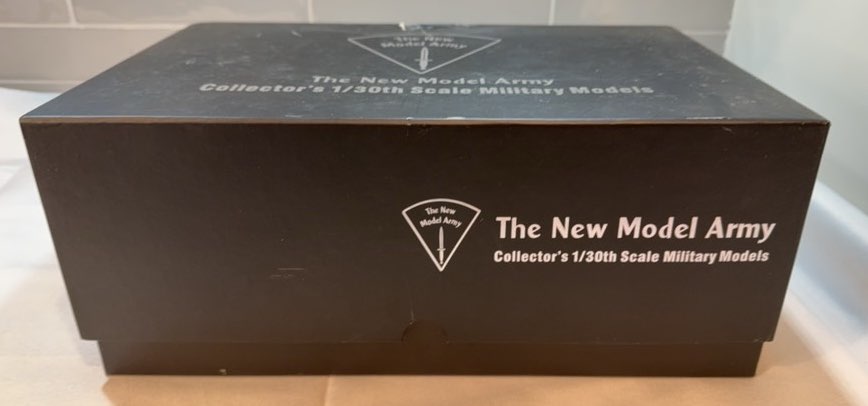 The New
Model Army
The New Model Army
Collector's 1/30th Scale Military Models
The New
Model Army
The New Model Army
Collector's 1/30th Scale Military Models